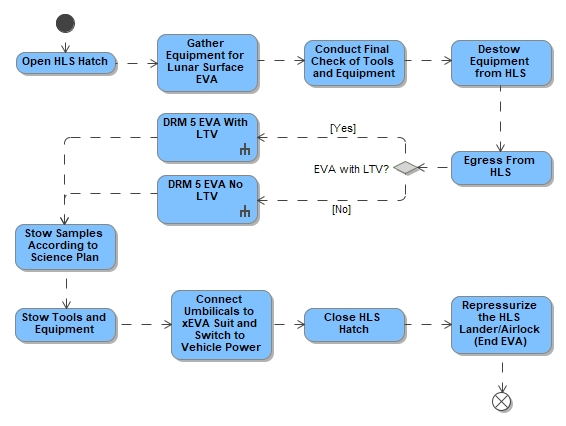 Open HLS Hatch
Gather
Equipment for
Lunar Surface
EVA
Conduct Final
Check of Tools
and Equipment
Destow
Equipment
from HLS
Egress From
HLS
EVA with LTV?
[Yes]
DRM 5 EVA With
LTV
[No]
DRM 5 EVA No
LTV
Stow Samples
According to
Science Plan
Stow Tools and
Equipment
Connect
Umbilicals to
xEVA Suit and
Switch to
Vehicle Power
Close HLS
Hatch
Repressurize
the HLS
Lander/Airlock
(End EVA)